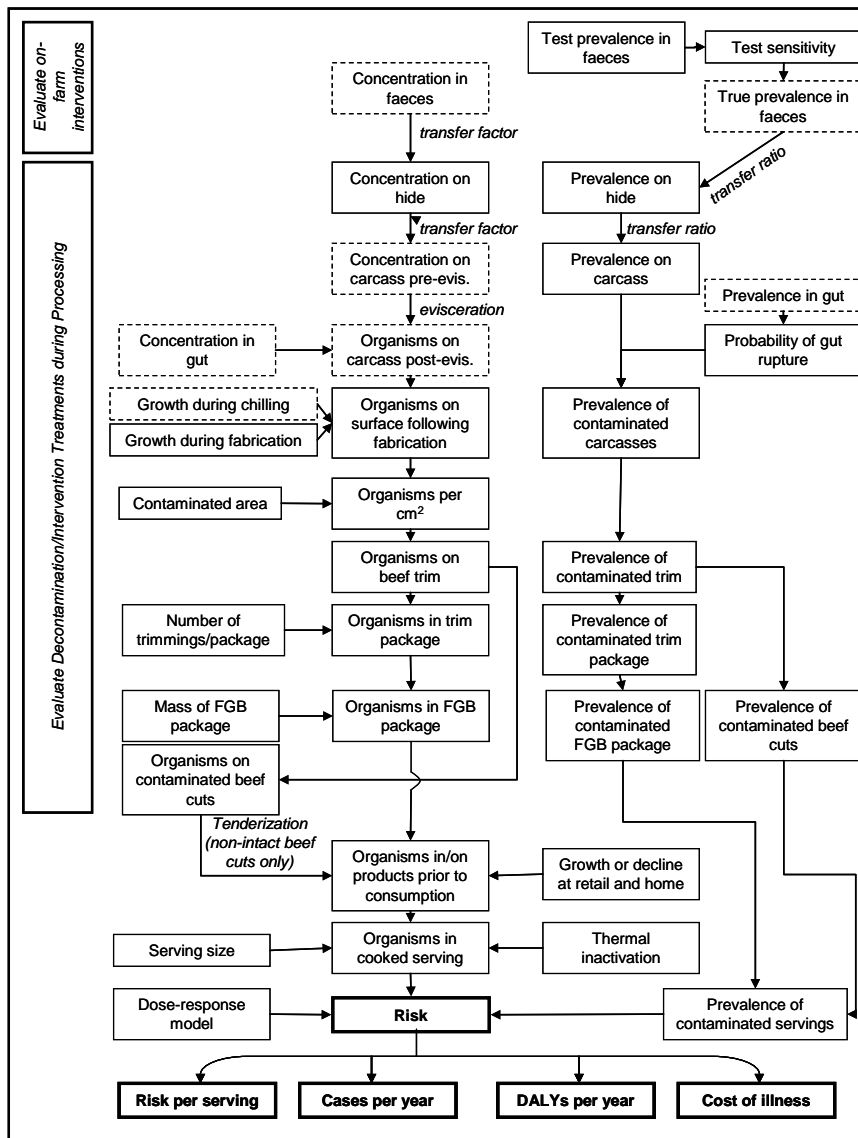 Evaluate on-
farm
interventions
Test prevalence in
faeces
Test sensitivity
Concentration in
faeces
True prevalence in
faeces
transfer factor
transfer ratio
Concentration on
hide
Prevalence on
hide
transfer factor
transfer ratio
Concentration on
carcass pre-evis.
Prevalence on
carcass
evisceration
Prevalence in gut
Concentration in
gut
Organisms on
carcass post-evis.
Probability of gut
rupture
Evaluate Decontamination/Intervention Treatments during Processing
Growth during chilling
Growth during fabrication
Organisms on
surface following
fabrication
Prevalence of
contaminated
carcasses
Contaminated area
Organisms per
cm²
Organisms on
beef trim
Prevalence of
contaminated trim
Number of
trimmings/package
Organisms in trim
package
Prevalence of
contaminated trim
package
Mass of FGB
package
Organisms in FGB
package
Prevalence of
contaminated
FGB package
Prevalence of
contaminated beef
cuts
Organisms on
contaminated beef
cuts
Tenderization
(non-intact beef
cuts only)
Organisms in/on
products prior to
consumption
Growth or decline
at retail and home
Serving size
Organisms in
cooked serving
Thermal
inactivation
Dose-response
model
Risk
Prevalence of
contaminated servings
Risk per serving
Cases per year
DALYs per year
Cost of illness